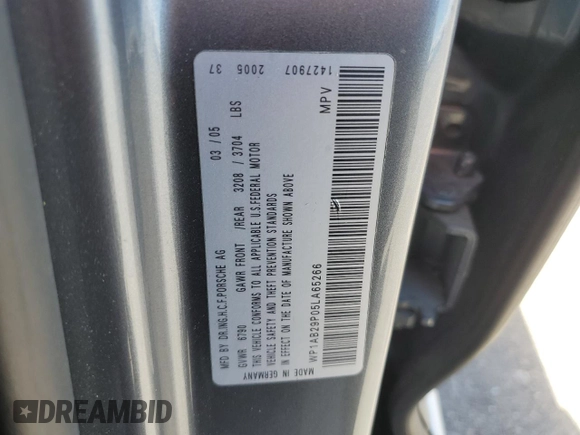 MFD BY DR.ING.H.C.F.PORSCHE AG 03 / 05
GVWR 6790 GAWR FRONT /REAR 3208 / 3704 LBS
THIS VEHICLE CONFORMS TO ALL APPLICABLE U.S.FEDERAL MOTOR
VEHICLE SAFETY AND THEFT PREVENTION STANDARDS
IN EFFECT ON THE DATE OF MANUFACTURE SHOWN ABOVE
WP1AB29P05LA65266 MPV
MADE IN GERMANY 37 2005 1427907
DREAMBID